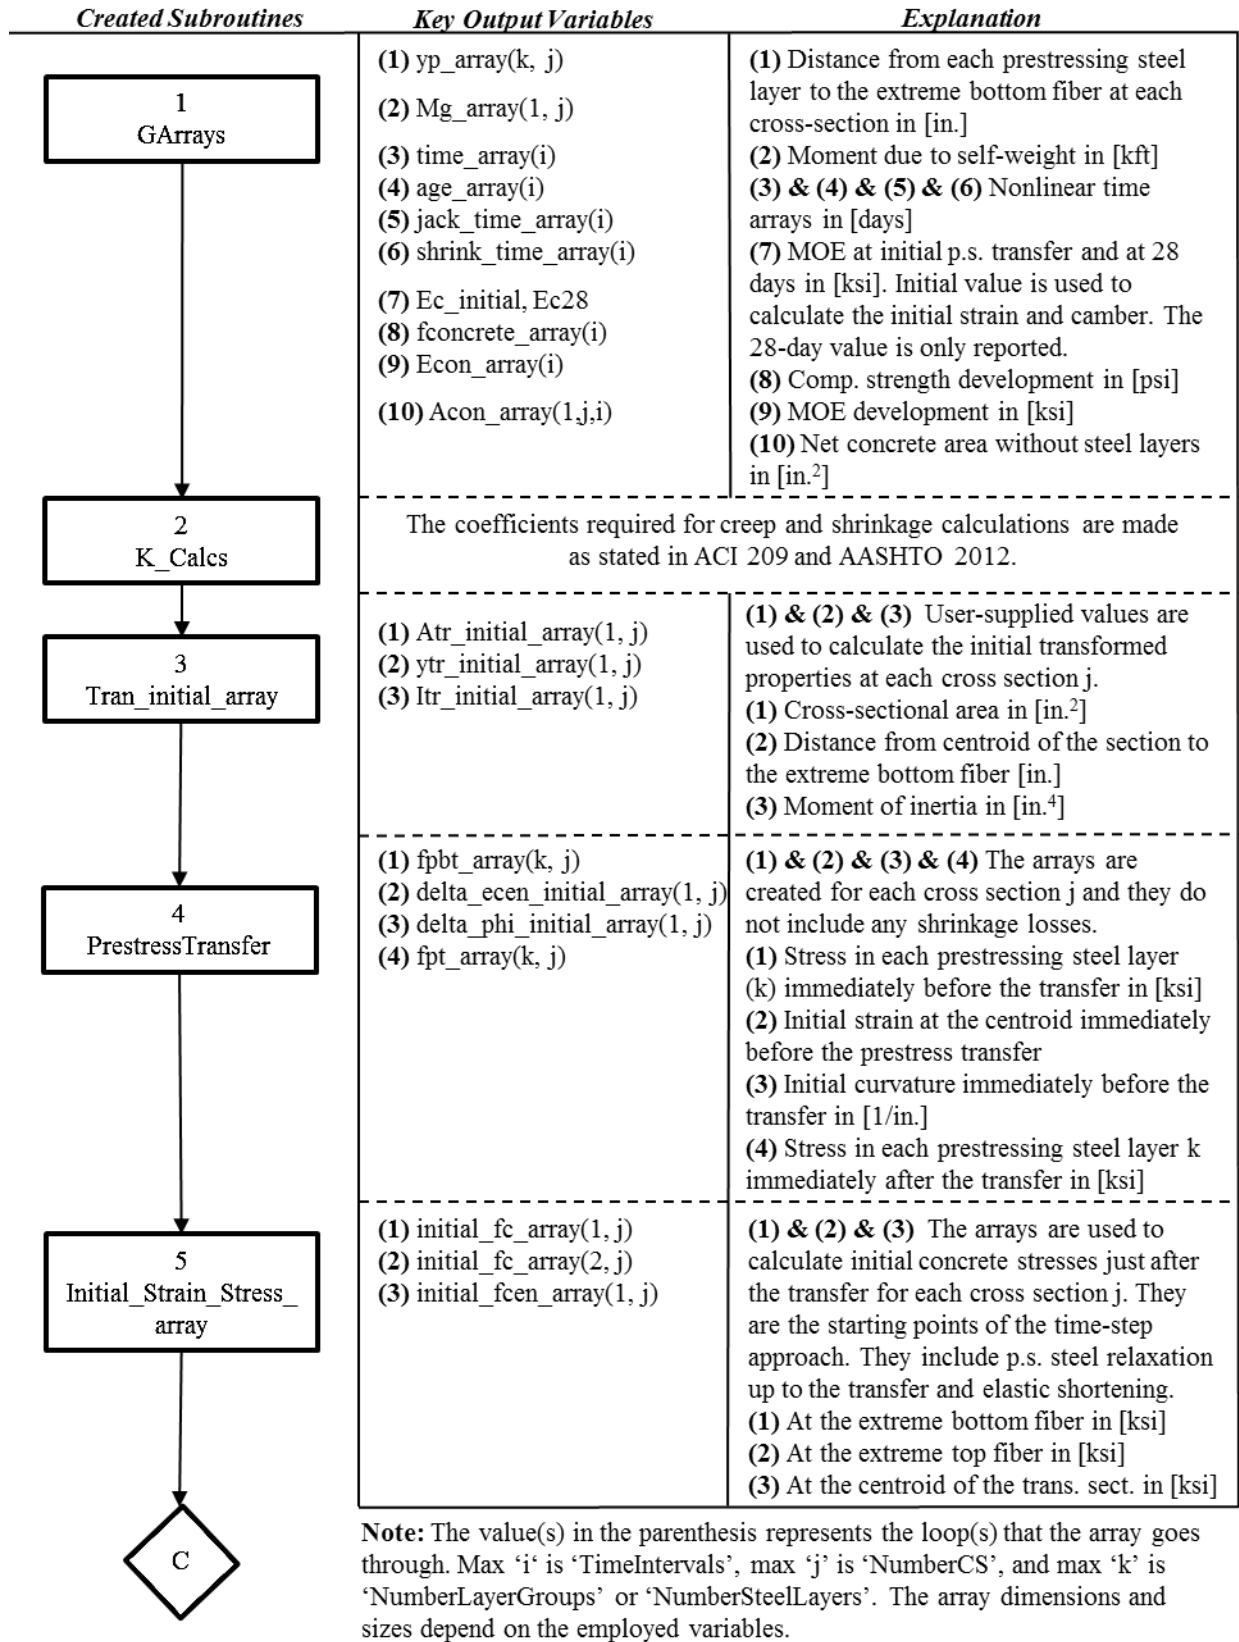 Created Subroutines
Key Output Variables
Explanation
1
GArrays
(1) yp_array(k, j)
(2) Mg_array(1, j)
(3) time_array(i)
(4) age_array(i)
(5) jack_time_array(i)
(6) shrink_time_array(i)
(7) Ec_initial, Ec28
(8) fconcrete_array(i)
(9) Econ_array(i)
(10) Acon_array(1,j,i)
(1) Distance from each prestressing steel
layer to the extreme bottom fiber at each
cross-section in [in.]
(2) Moment due to self-weight in [kft]
(3) & (4) & (5) & (6) Nonlinear time
arrays in [days]
(7) MOE at initial p.s. transfer and at 28
days in [ksi]. Initial value is used to
calculate the initial strain and camber. The
28-day value is only reported.
(8) Comp. strength development in [psi]
(9) MOE development in [ksi]
(10) Net concrete area without steel layers
in [in.²]
2
K_Calcs
The coefficients required for creep and shrinkage calculations are made
as stated in ACI 209 and AASHTO 2012.
3
Tran_initial_array
(1) Atr_initial_array(1, j)
(2) ytr_initial_array(1, j)
(3) Itr_initial_array(1, j)
(1) & (2) & (3) User-supplied values are
used to calculate the initial transformed
properties at each cross section j.
(1) Cross-sectional area in [in.²]
(2) Distance from centroid of the section to
the extreme bottom fiber [in.]
(3) Moment of inertia in [in.⁴]
4
PrestressTransfer
(1) fpbt_array(k, j)
(2) delta_ecen_initial_array(1, j)
(3) delta_phi_initial_array(1, j)
(4) fpt_array(k, j)
(1) & (2) & (3) & (4) The arrays are
created for each cross section j and they do
not include any shrinkage losses.
(1) Stress in each prestressing steel layer
(k) immediately before the transfer in [ksi]
(2) Initial strain at the centroid immediately
before the prestress transfer
(3) Initial curvature immediately before the
transfer in [1/in.]
(4) Stress in each prestressing steel layer k
immediately after the transfer in [ksi]
5
Initial_Strain_Stress_
array
(1) initial_fc_array(1, j)
(2) initial_fc_array(2, j)
(3) initial_fcen_array(1, j)
(1) & (2) & (3) The arrays are used to
calculate initial concrete stresses just after
the transfer for each cross section j. They
are the starting points of the time-step
approach. They include p.s. steel relaxation
up to the transfer and elastic shortening.
(1) At the extreme bottom fiber in [ksi]
(2) At the extreme top fiber in [ksi]
(3) At the centroid of the trans. sect. in [ksi]
C
Note: The value(s) in the parenthesis represents the loop(s) that the array goes
through. Max ‘i‘ is ‘TimeIntervals’, max ‘j’ is ‘NumberCS’, and max ‘k’ is
‘NumberLayerGroups’ or ‘NumberSteelLayers’. The array dimensions and
sizes depend on the employed variables.